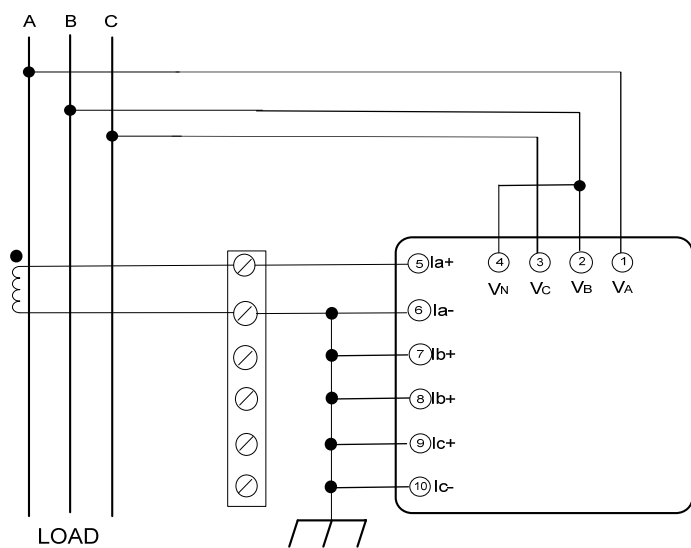 A B C
5 Ia+
4 3 2 1
VN VC VB VA
6 Ia-
7 Ib+
8 Ib+
9 Ic+
10 Ic-
LOAD